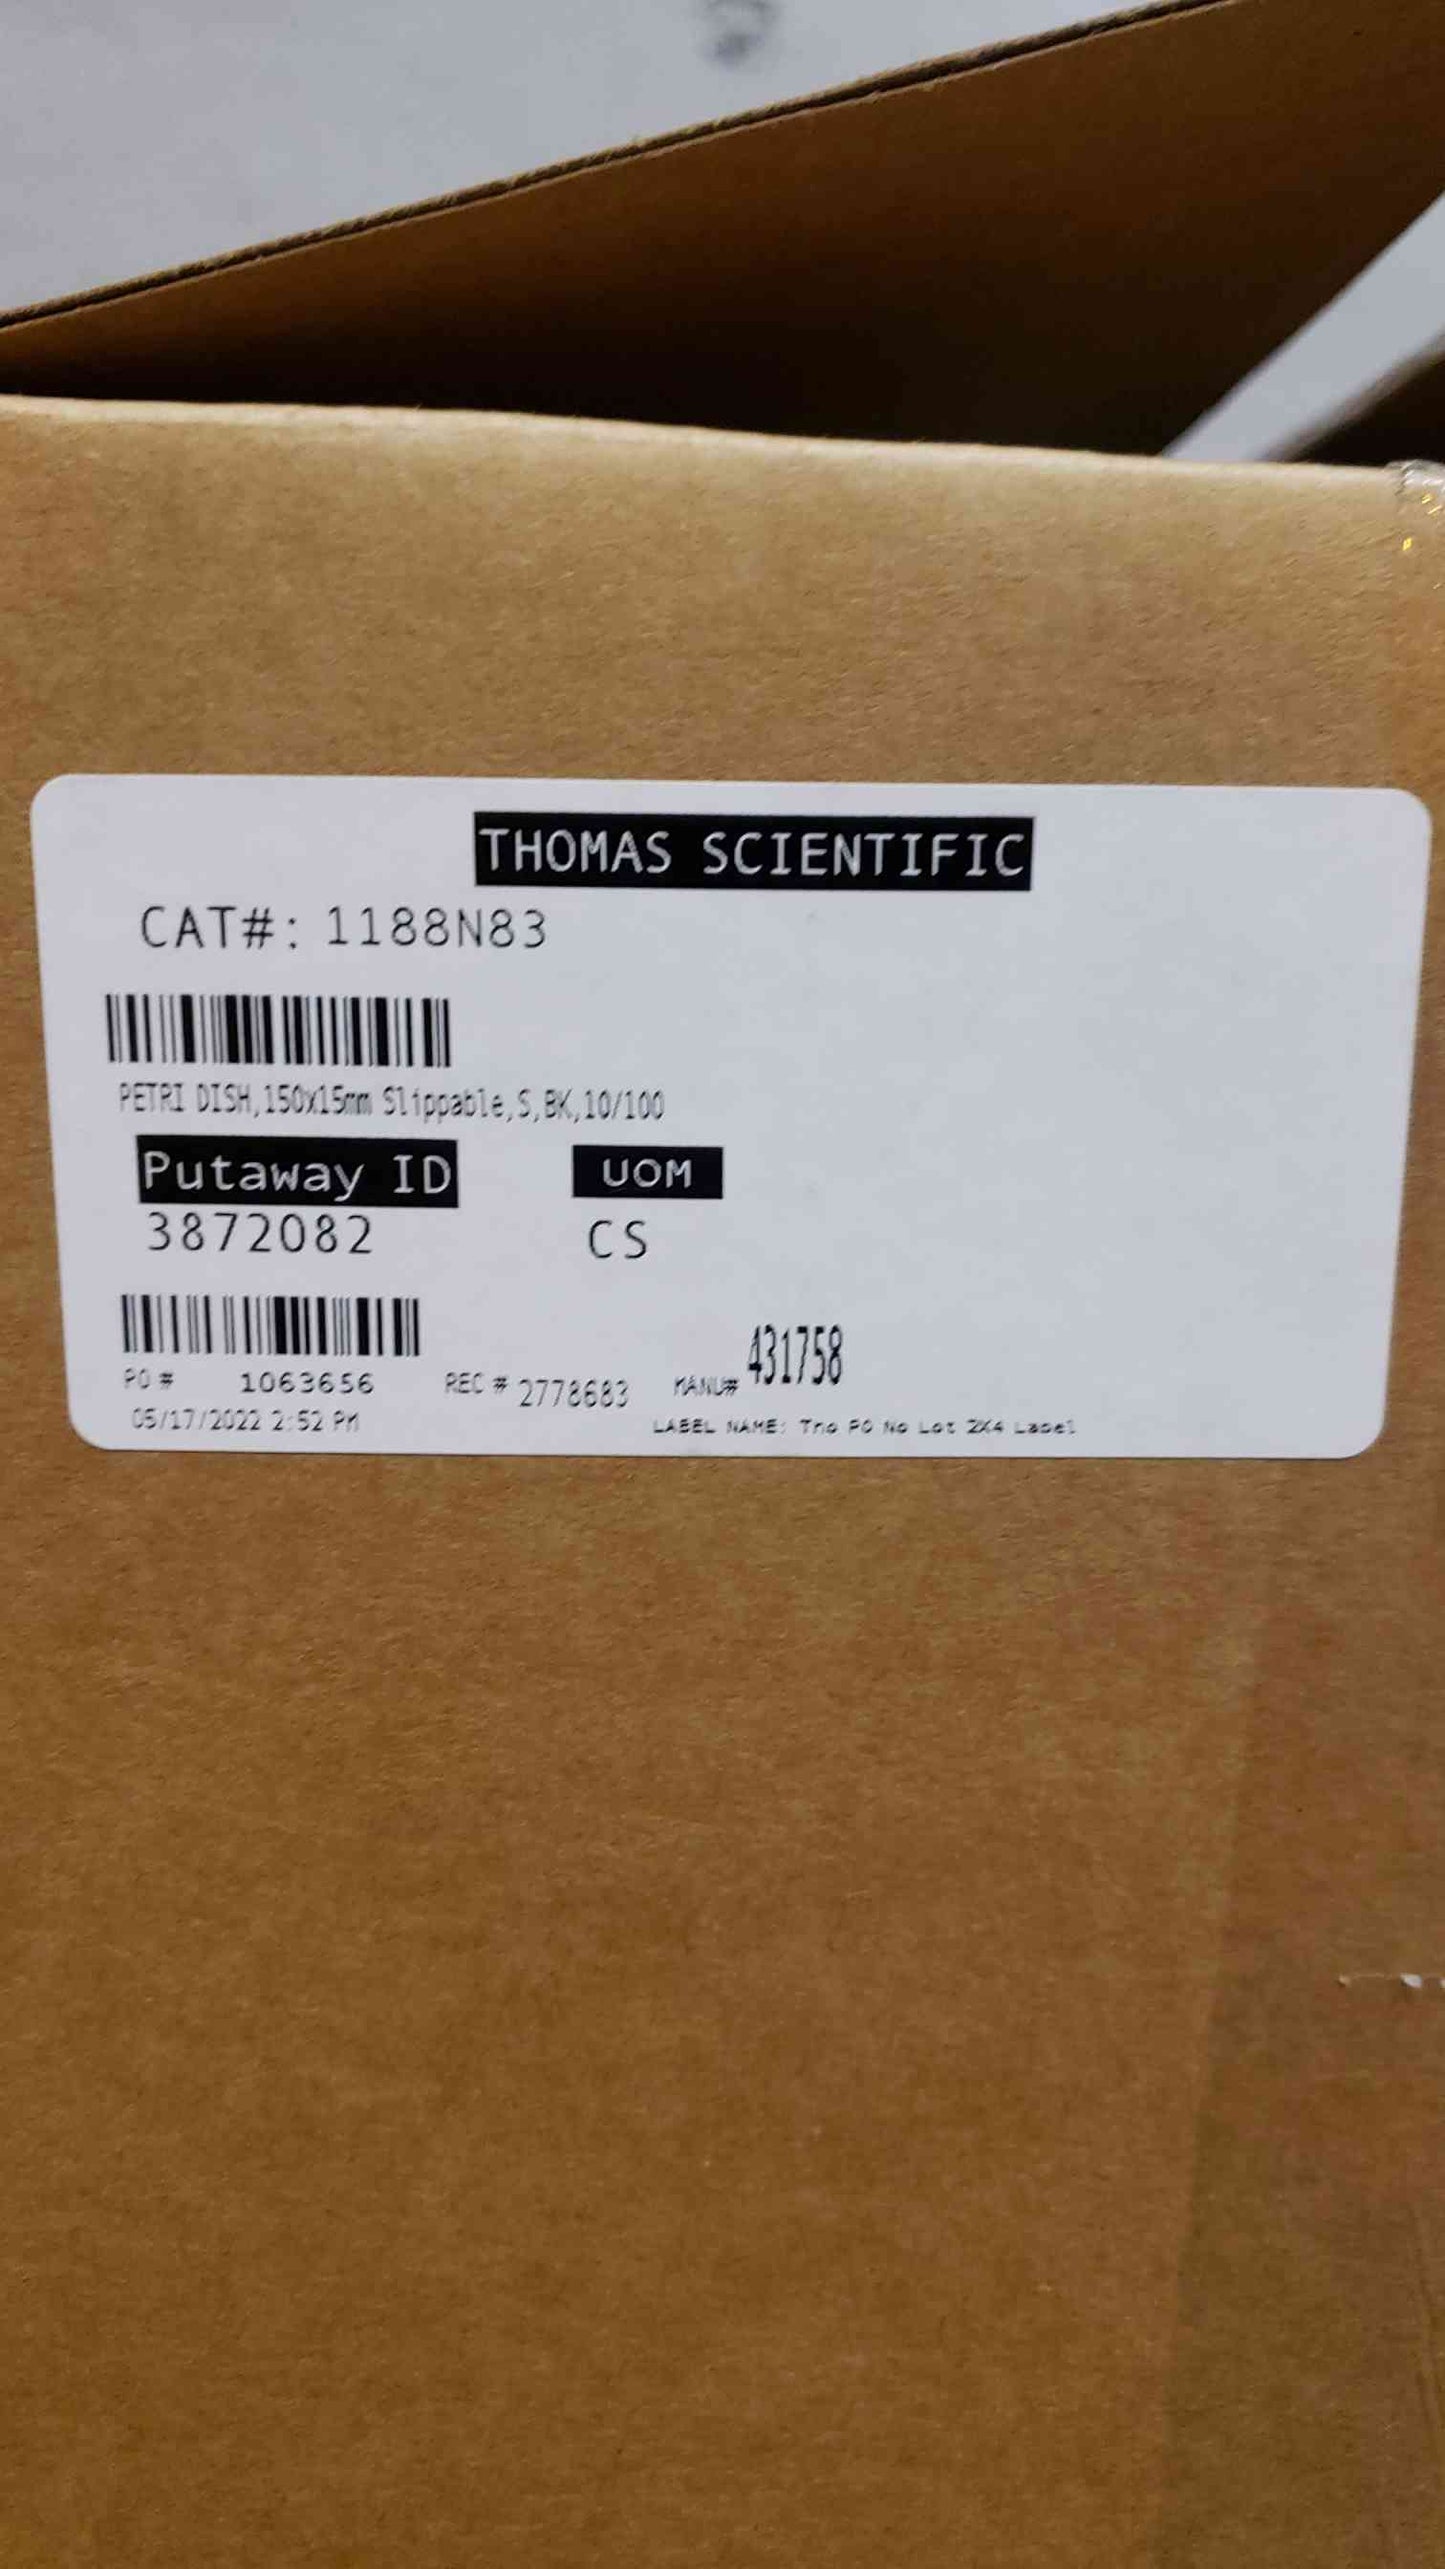 THOMAS SCIENTIFIC
CAT#: 1188N83
PETRI DISH,150x15mm Slippable,S,BK,10/100
Putaway ID UOM
3872082 CS
PO # 1063656 REC # 2778683 MANU# 431758
05/17/2022 2:52 PM LABEL NAME: Tho PO No Lot 2X4 Label